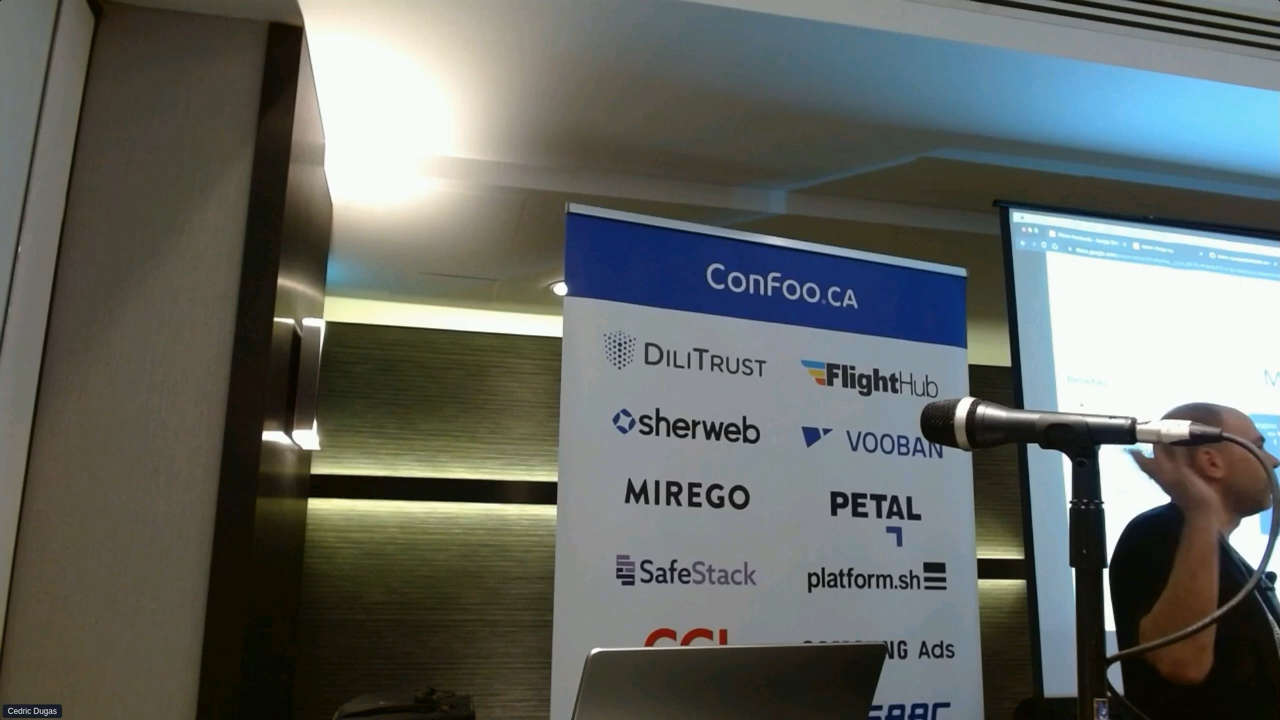 ConFoo.CA
DiliTrust
FlightHub
sherweb
VOOBAN
MIREGO
PETAL
SafeStack
platform.sh
Ads
Cedric Dugas